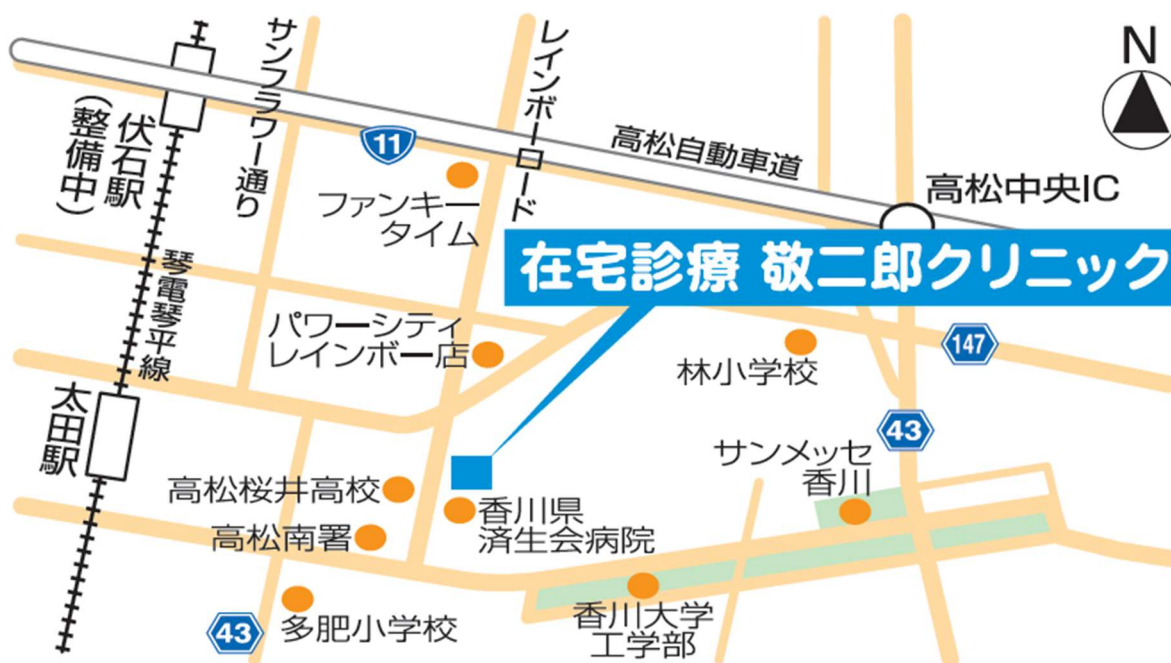 サンフラワー通り
レインボーロード
N
伏石駅
(整備中)
11
高松自動車道
高松中央IC
ファンキー
タイム
在宅診療 敬二郎クリニック
琴電琴平線
パワーシティ
レインボー店
林小学校
147
太田駅
43
サンメッセ
香川
高松桜井高校
香川県
済生会病院
高松南署
多肥小学校
香川大学
工学部
43